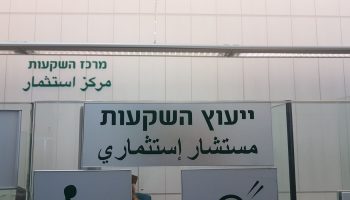 מרכז השקעות
مركز استثمار
ייעוץ השקעות
مستشار إستثماري